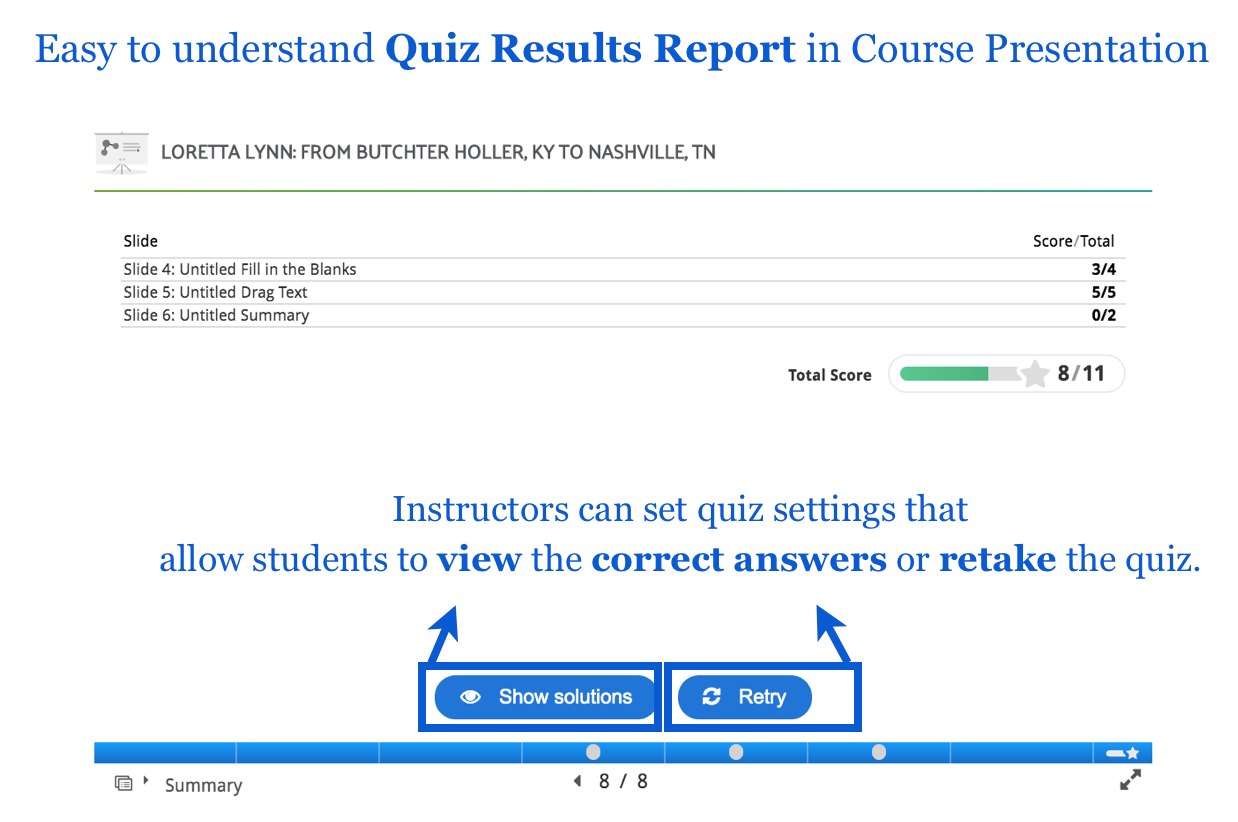 Easy to understand Quiz Results Report in Course Presentation
LORETTA LYNN: FROM BUTCHTER HOLLER, KY TO NASHVILLE, TN
Slide Score/Total
Slide 4: Untitled Fill in the Blanks 3/4
Slide 5: Untitled Drag Text 5/5
Slide 6: Untitled Summary 0/2
Total Score 8/11
Instructors can set quiz settings that
allow students to view the correct answers or retake the quiz.
Show solutions Retry
Summary 8 / 8